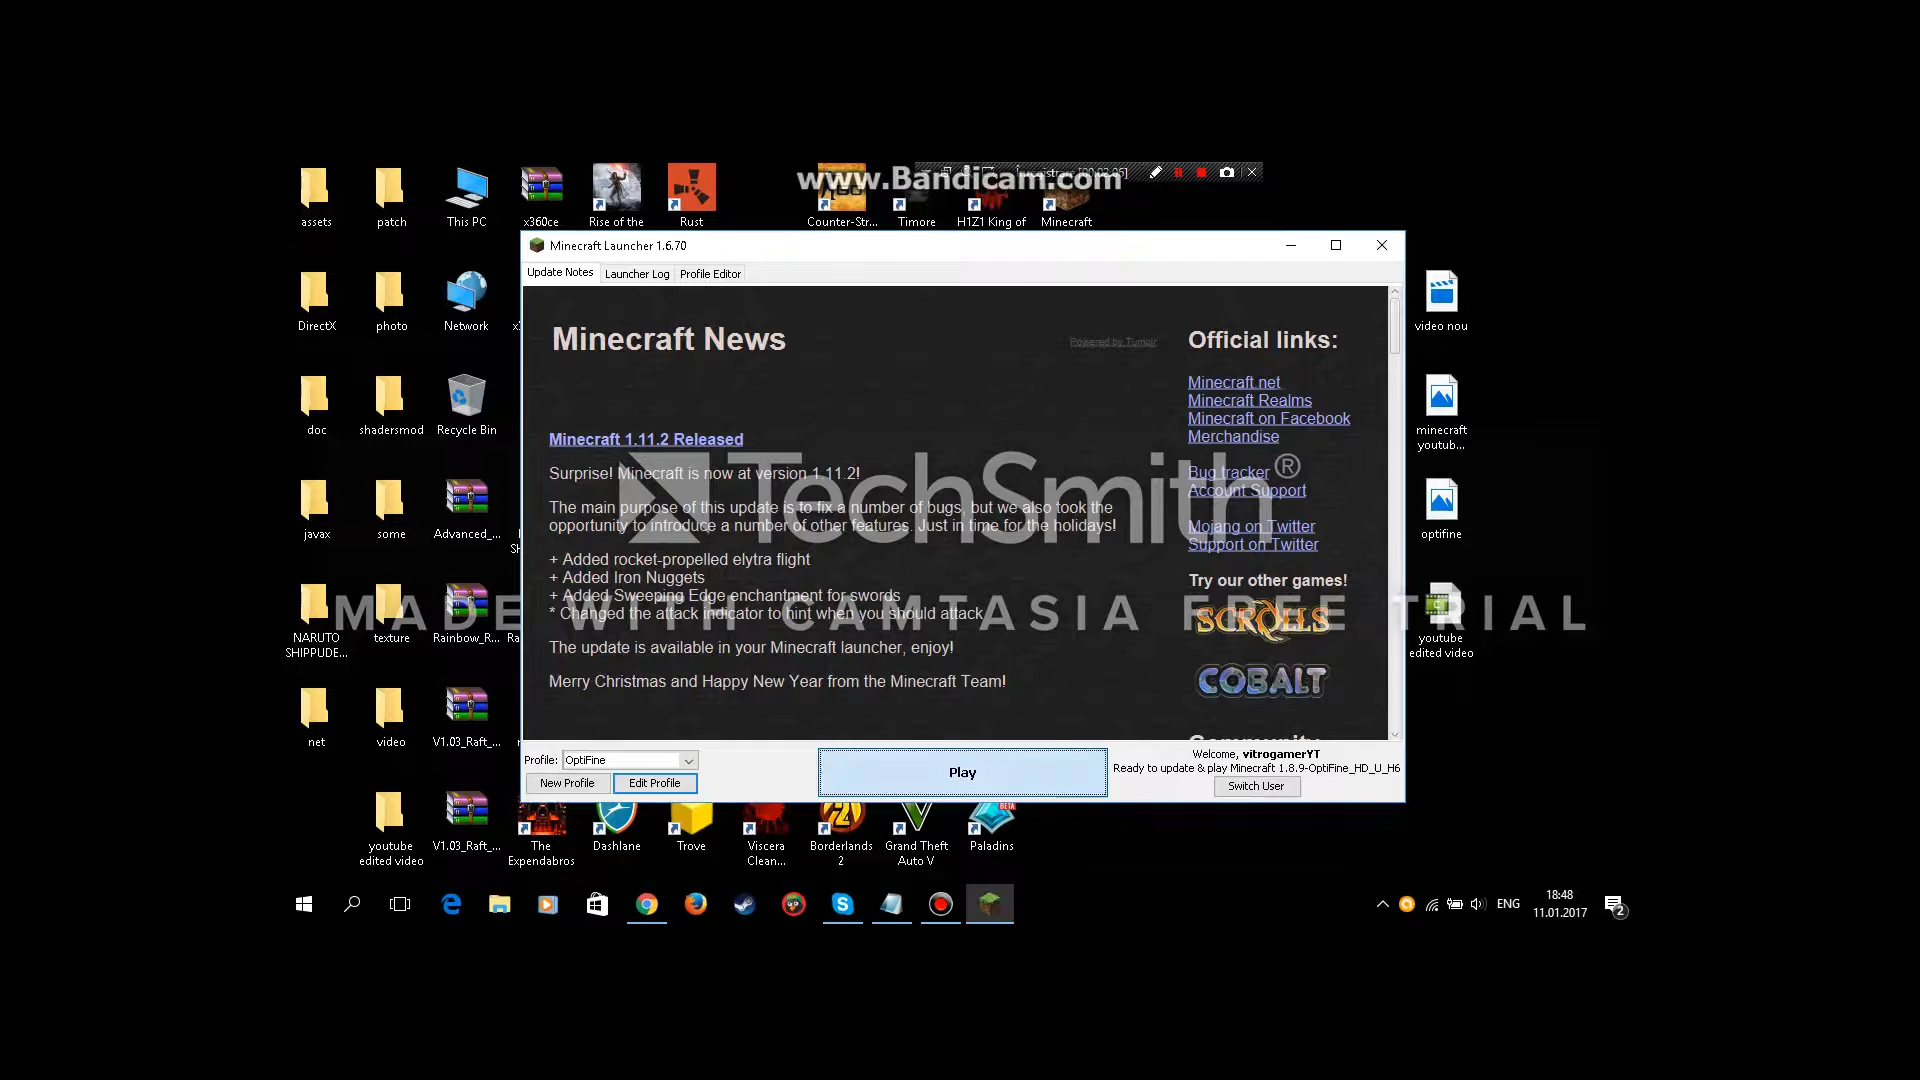 www.Bandicam.com
assets
patch
This PC
x360ce
Rise of the
Rust
Counter-Str...
Timore
H1Z1 King of
Minecraft
Minecraft Launcher 1.6.70
Update Notes
Launcher Log
Profile Editor
DirectX
photo
Network
video nou
Minecraft News
Powered by Tumblr
Official links:
Minecraft.net
Minecraft Realms
Minecraft on Facebook
Merchandise
Bug tracker
Account Support
Mojang on Twitter
Support on Twitter
Try our other games!
SCROLLS
COBALT
Minecraft 1.11.2 Released
Surprise! Minecraft is now at version 1.11.2!
The main purpose of this update is to fix a number of bugs, but we also took the
opportunity to introduce a number of other features. Just in time for the holidays!
+ Added rocket-propelled elytra flight
+ Added Iron Nuggets
+ Added Sweeping Edge enchantment for swords
* Changed the attack indicator to hint when you should attack
The update is available in your Minecraft launcher, enjoy!
Merry Christmas and Happy New Year from the Minecraft Team!
TechSmith®
MADE WITH CAMTASIA FREE TRIAL
doc
shadersmod
Recycle Bin
minecraft
youtub...
javax
some
Advanced_...
optifine
NARUTO
SHIPPUDE...
texture
Rainbow_R...
youtube
edited video
net
video
V1.03_Raft_...
Profile:
OptiFine
New Profile
Edit Profile
Play
Welcome, vitrogamerYT
Ready to update & play Minecraft 1.8.9-OptiFine_HD_U_H6
Switch User
youtube
edited video
V1.03_Raft_...
The
Expendabros
Dashlane
Trove
Viscera
Clean...
Borderlands
2
Grand Theft
Auto V
BETA
Paladins
ENG
18:48
11.01.2017
2